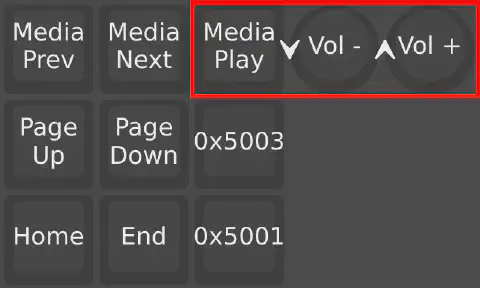 Media Prev
Media Next
Media Play
Vol -
Vol +
Page Up
Page Down
0x5003
Home
End
0x5001